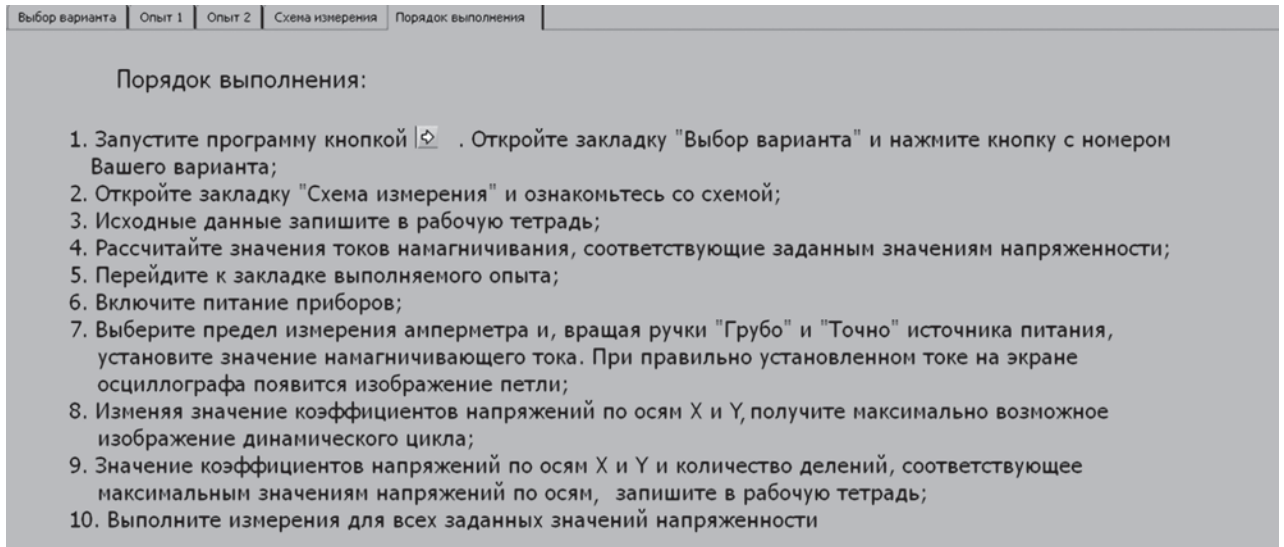 Выбор варианта Опыт 1 Опыт 2 Схема измерения Порядок выполнения
Порядок выполнения:
1. Запустите программу кнопкой . Откройте закладку "Выбор варианта" и нажмите кнопку с номером
Вашего варианта;
2. Откройте закладку "Схема измерения" и ознакомьтесь со схемой;
3. Исходные данные запишите в рабочую тетрадь;
4. Рассчитайте значения токов намагничивания, соответствующие заданным значениям напряженности;
5. Перейдите к закладке выполняемого опыта;
6. Включите питание приборов;
7. Выберите предел измерения амперметра и, вращая ручки "Грубо" и "Точно" источника питания,
установите значение намагничивающего тока. При правильно установленном токе на экране
осциллографа появится изображение петли;
8. Изменяя значение коэффициентов напряжений по осям X и Y, получите максимально возможное
изображение динамического цикла;
9. Значение коэффициентов напряжений по осям X и Y и количество делений, соответствующее
максимальным значениям напряжений по осям, запишите в рабочую тетрадь;
10. Выполните измерения для всех заданных значений напряженности